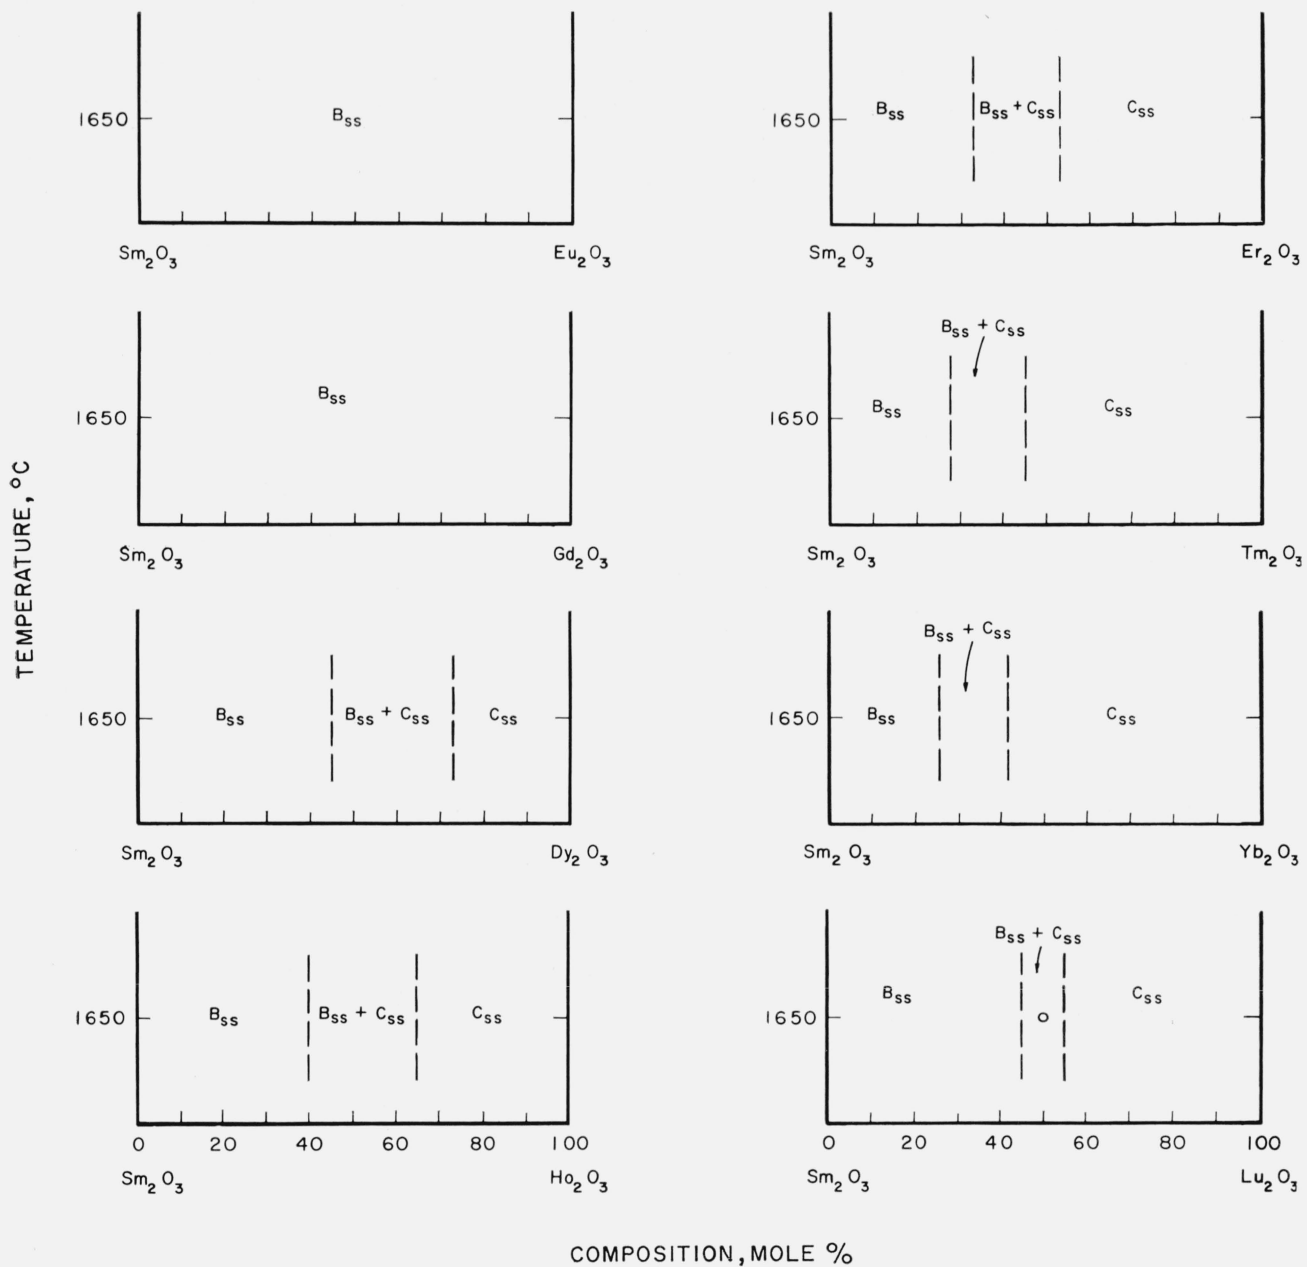 TEMPERATURE, °C
Bss
1650
Sm2O3 Eu2O3
Bss
1650
Sm2O3 Gd2O3
Bss Bss + Css Css
1650
Sm2O3 Dy2O3
Bss Bss + Css Css
1650
0 20 40 60 80 100
Sm2O3 Ho2O3
Bss Bss + Css Css
1650
Sm2O3 Er2O3
Bss + Css
Bss Css
1650
Sm2O3 Tm2O3
Bss + Css
Bss Css
1650
Sm2O3 Yb2O3
Bss + Css
Bss Css
1650
0 20 40 60 80 100
Sm2O3 Lu2O3
COMPOSITION, MOLE %